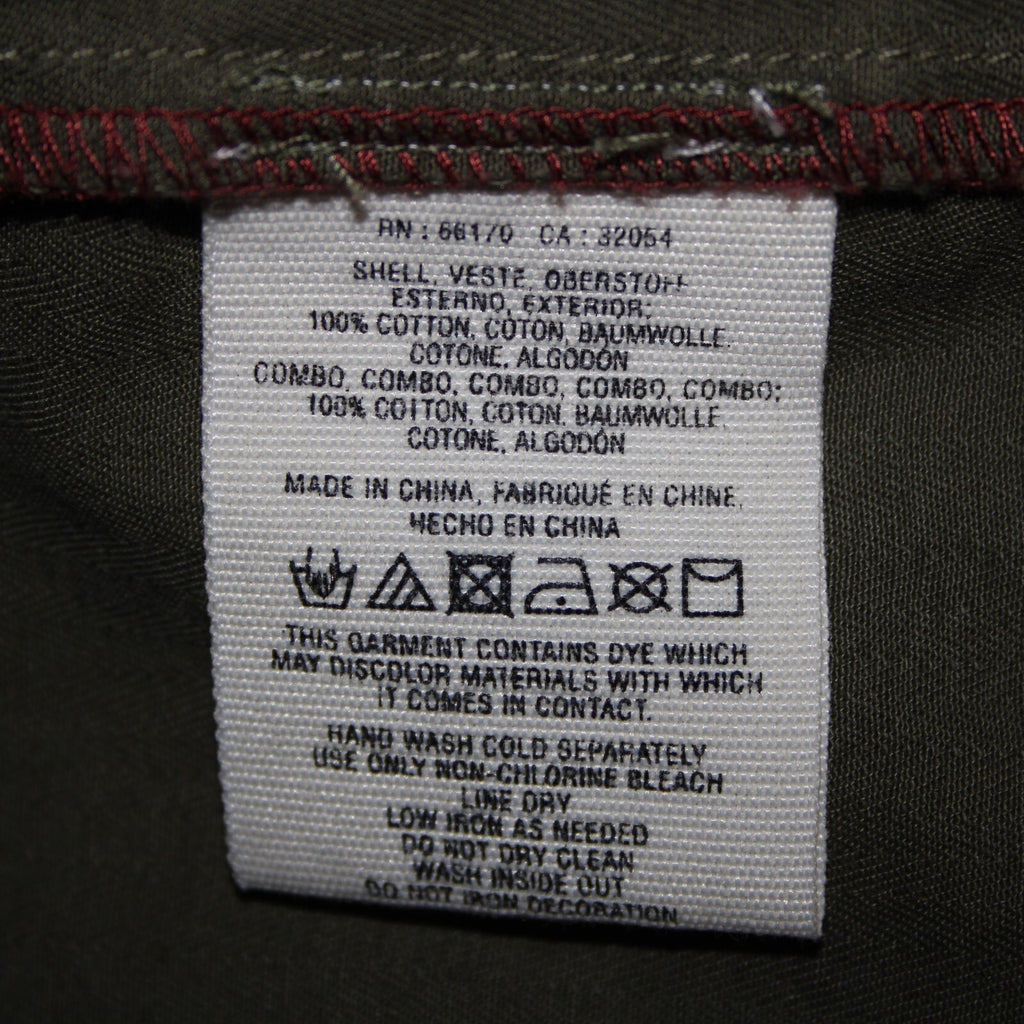 RN : 66170 CA : 32054
SHELL, VESTE, OBERSTOFF
ESTERNO, EXTERIOR:
100% COTTON, COTON, BAUMWOLLE,
COTONE, ALGODÓN
COMBO, COMBO, COMBO, COMBO, COMBO:
100% COTTON, COTON, BAUMWOLLE,
COTONE, ALGODÓN
MADE IN CHINA, FABRIQUÉ EN CHINE,
HECHO EN CHINA
THIS GARMENT CONTAINS DYE WHICH
MAY DISCOLOR MATERIALS WITH WHICH
IT COMES IN CONTACT.
HAND WASH COLD SEPARATELY
USE ONLY NON-CHLORINE BLEACH
LINE DRY
LOW IRON AS NEEDED
DO NOT DRY CLEAN
WASH INSIDE OUT
DO NOT IRON DECORATION